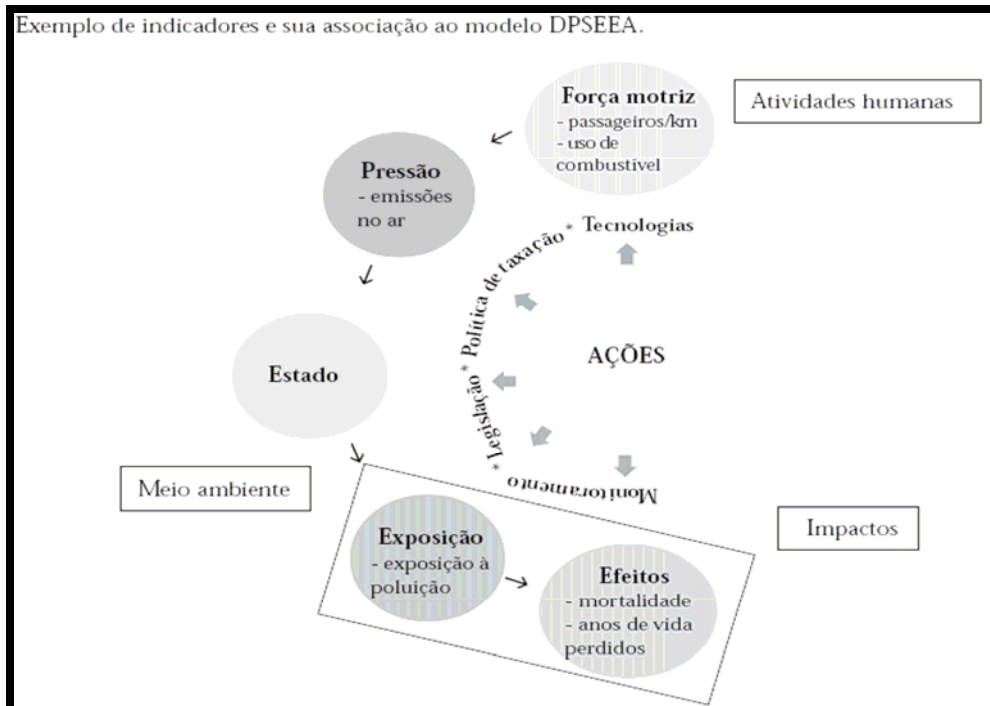 Exemplo de indicadores e sua associação ao modelo DPSEEA.
Força motriz
- passageiros/km
- uso de
combustível
Atividades humanas
Pressão
- emissões
no ar
* Tecnologias
* Política de taxação
* Legislação
Monitoramento
AÇÕES
Estado
Meio ambiente
Impactos
Exposição
- exposição à
poluição
Efeitos
- mortalidade
- anos de vida
perdidos